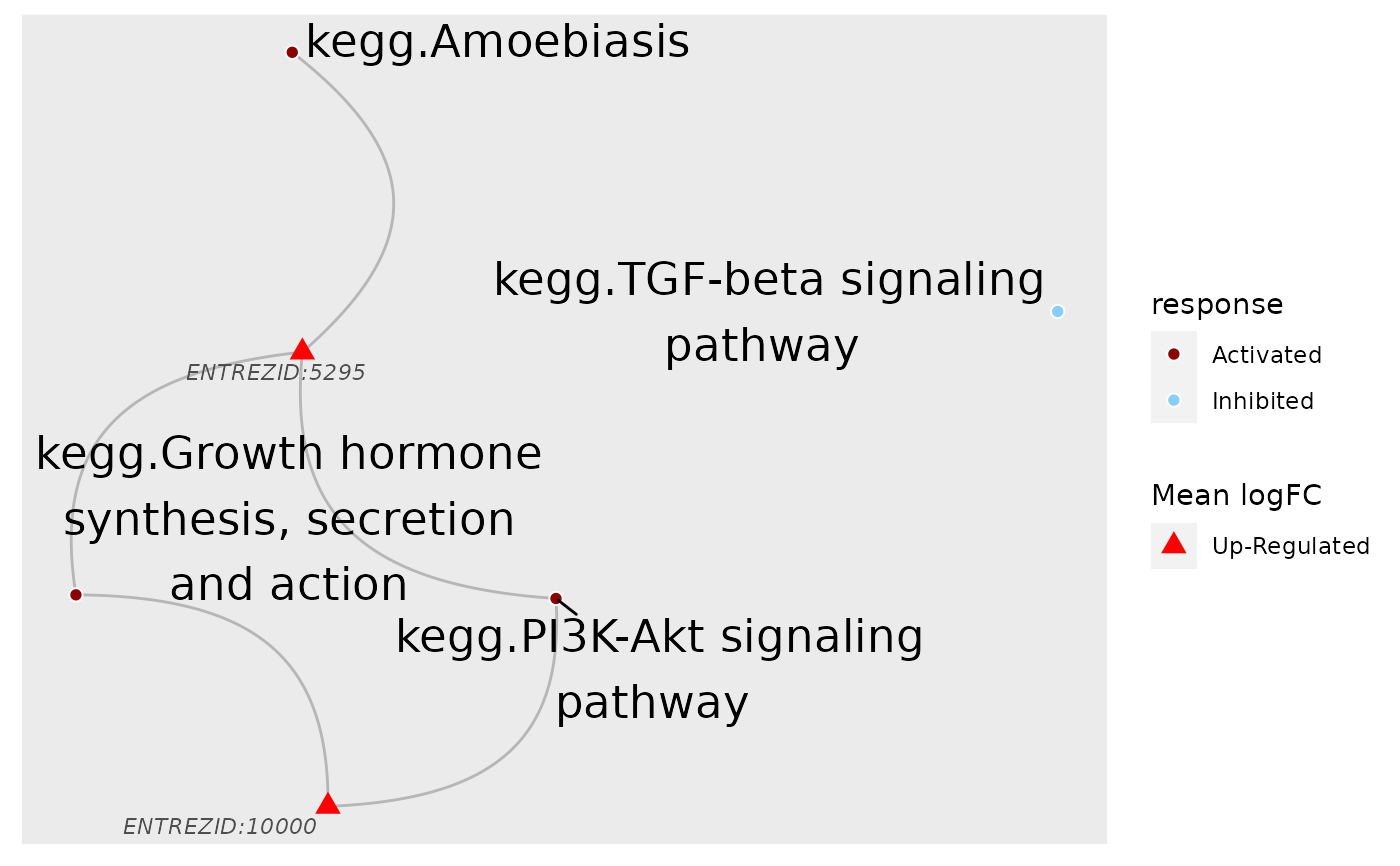 kegg.Amoebiasis
kegg.TGF-beta signaling
pathway
ENTREZID:5295
kegg.Growth hormone
synthesis, secretion
and action
kegg.PI3K-Akt signaling
pathway
ENTREZID:10000
response
Activated
Inhibited
Mean logFC
Up-Regulated